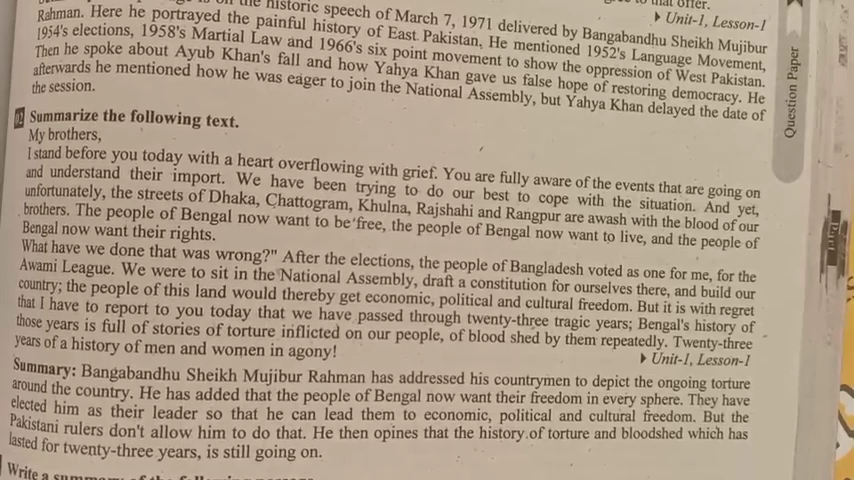 that offer.
Unit-1, Lesson-1
the historic speech of March 7, 1971 delivered by Bangabandhu Sheikh Mujibur
Rahman. Here he portrayed the painful history of East Pakistan. He mentioned 1952's Language Movement,
1954's elections, 1958's Martial Law and 1966's six point movement to show the oppression of West Pakistan.
Then he spoke about Ayub Khan's fall and how Yahya Khan gave us false hope of restoring democracy. He
afterwards he mentioned how he was eager to join the National Assembly, but Yahya Khan delayed the date of
the session.
02 Summarize the following text.
My brothers,
I stand before you today with a heart overflowing with grief. You are fully aware of the events that are going on
and understand their import. We have been trying to do our best to cope with the situation. And yet,
unfortunately, the streets of Dhaka, Chattogram, Khulna, Rajshahi and Rangpur are awash with the blood of our
brothers. The people of Bengal now want to be free, the people of Bengal now want to live, and the people of
Bengal now want their rights.
What have we done that was wrong?" After the elections, the people of Bangladesh voted as one for me, for the
Awami League. We were to sit in the National Assembly, draft a constitution for ourselves there, and build our
country; the people of this land would thereby get economic, political and cultural freedom. But it is with regret
that I have to report to you today that we have passed through twenty-three tragic years; Bengal's history of
those years is full of stories of torture inflicted on our people, of blood shed by them repeatedly. Twenty-three
years of a history of men and women in agony!
Unit-1, Lesson-1
Summary: Bangabandhu Sheikh Mujibur Rahman has addressed his countrymen to depict the ongoing torture
around the country. He has added that the people of Bengal now want their freedom in every sphere. They have
elected him as their leader so that he can lead them to economic, political and cultural freedom. But the
Pakistani rulers don't allow him to do that. He then opines that the history of torture and bloodshed which has
lasted for twenty-three years, is still going on.
Write a summary of the following
Question Paper